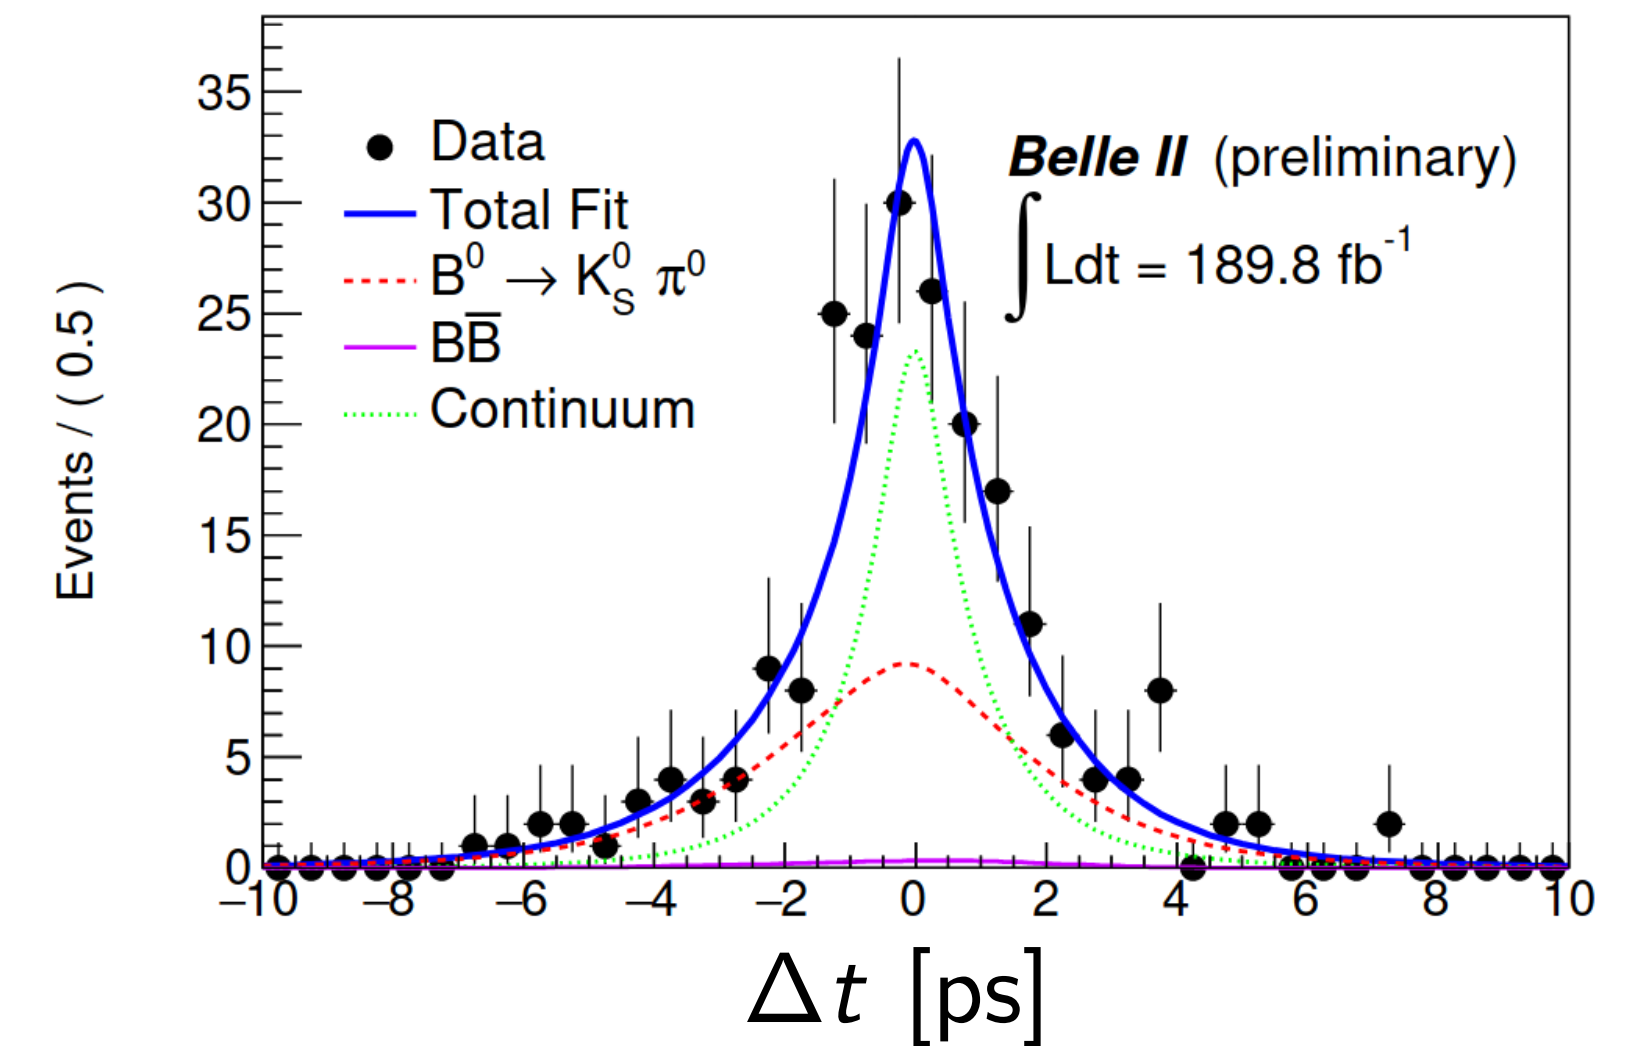 35
30
25
20
15
10
5
0
Events / ( 0.5 )
Data
Total Fit
B⁰ → K⁰_S π⁰
BB̅
Continuum
Belle II (preliminary)
∫Ldt = 189.8 fb⁻¹
−10 −8 −6 −4 −2 0 2 4 6 8 10
Δt [ps]